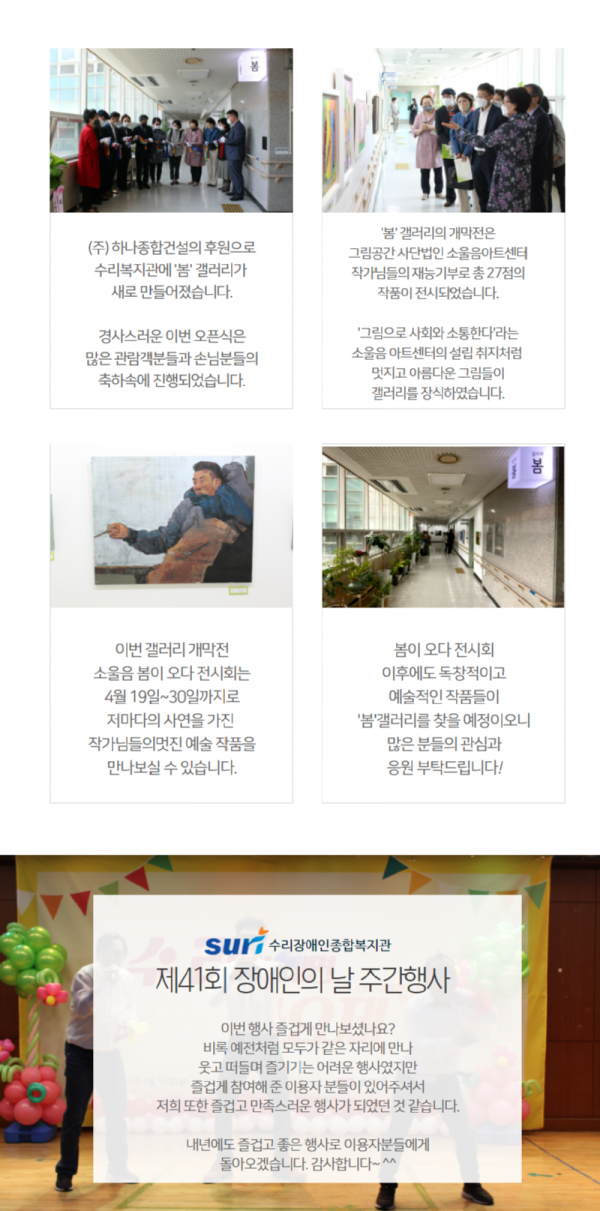 봄
(주) 하나종합건설의 후원으로
수리복지관에 '봄' 갤러리가
새로 만들어졌습니다.
경사스러운 이번 오픈식은
많은 관람객분들과 손님분들의
축하속에 진행되었습니다.
'봄' 갤러리의 개막전은
그림공간 사단법인 소울음아트센터
작가님들의 재능기부로 총 27점의
작품이 전시되었습니다.
'그림으로 사회와 소통한다'라는
소울음 아트센터의 설립 취지처럼
멋지고 아름다운 그림들이
갤러리를 장식하였습니다.
봄
이번 갤러리 개막전
소울음 봄이 오다 전시회는
4월 19일~30일까지로
저마다의 사연을 가진
작가님들의멋진 예술 작품을
만나보실 수 있습니다.
봄이 오다 전시회
이후에도 독창적이고
예술적인 작품들이
'봄'갤러리를 찾을 예정이오니
많은 분들의 관심과
응원 부탁드립니다!
suri 수리장애인종합복지관
제41회 장애인의 날 주간행사
이번 행사 즐겁게 만나보셨나요?
비록 예전처럼 모두가 같은 자리에 만나
웃고 떠들며 즐기기는 어려운 행사였지만
즐겁게 참여해 준 이용자 분들이 있어주셔서
저희 또한 즐겁고 만족스러운 행사가 되었던 것 같습니다.
내년에도 즐겁고 좋은 행사로 이용자분들에게
돌아오겠습니다. 감사합니다~ ^^